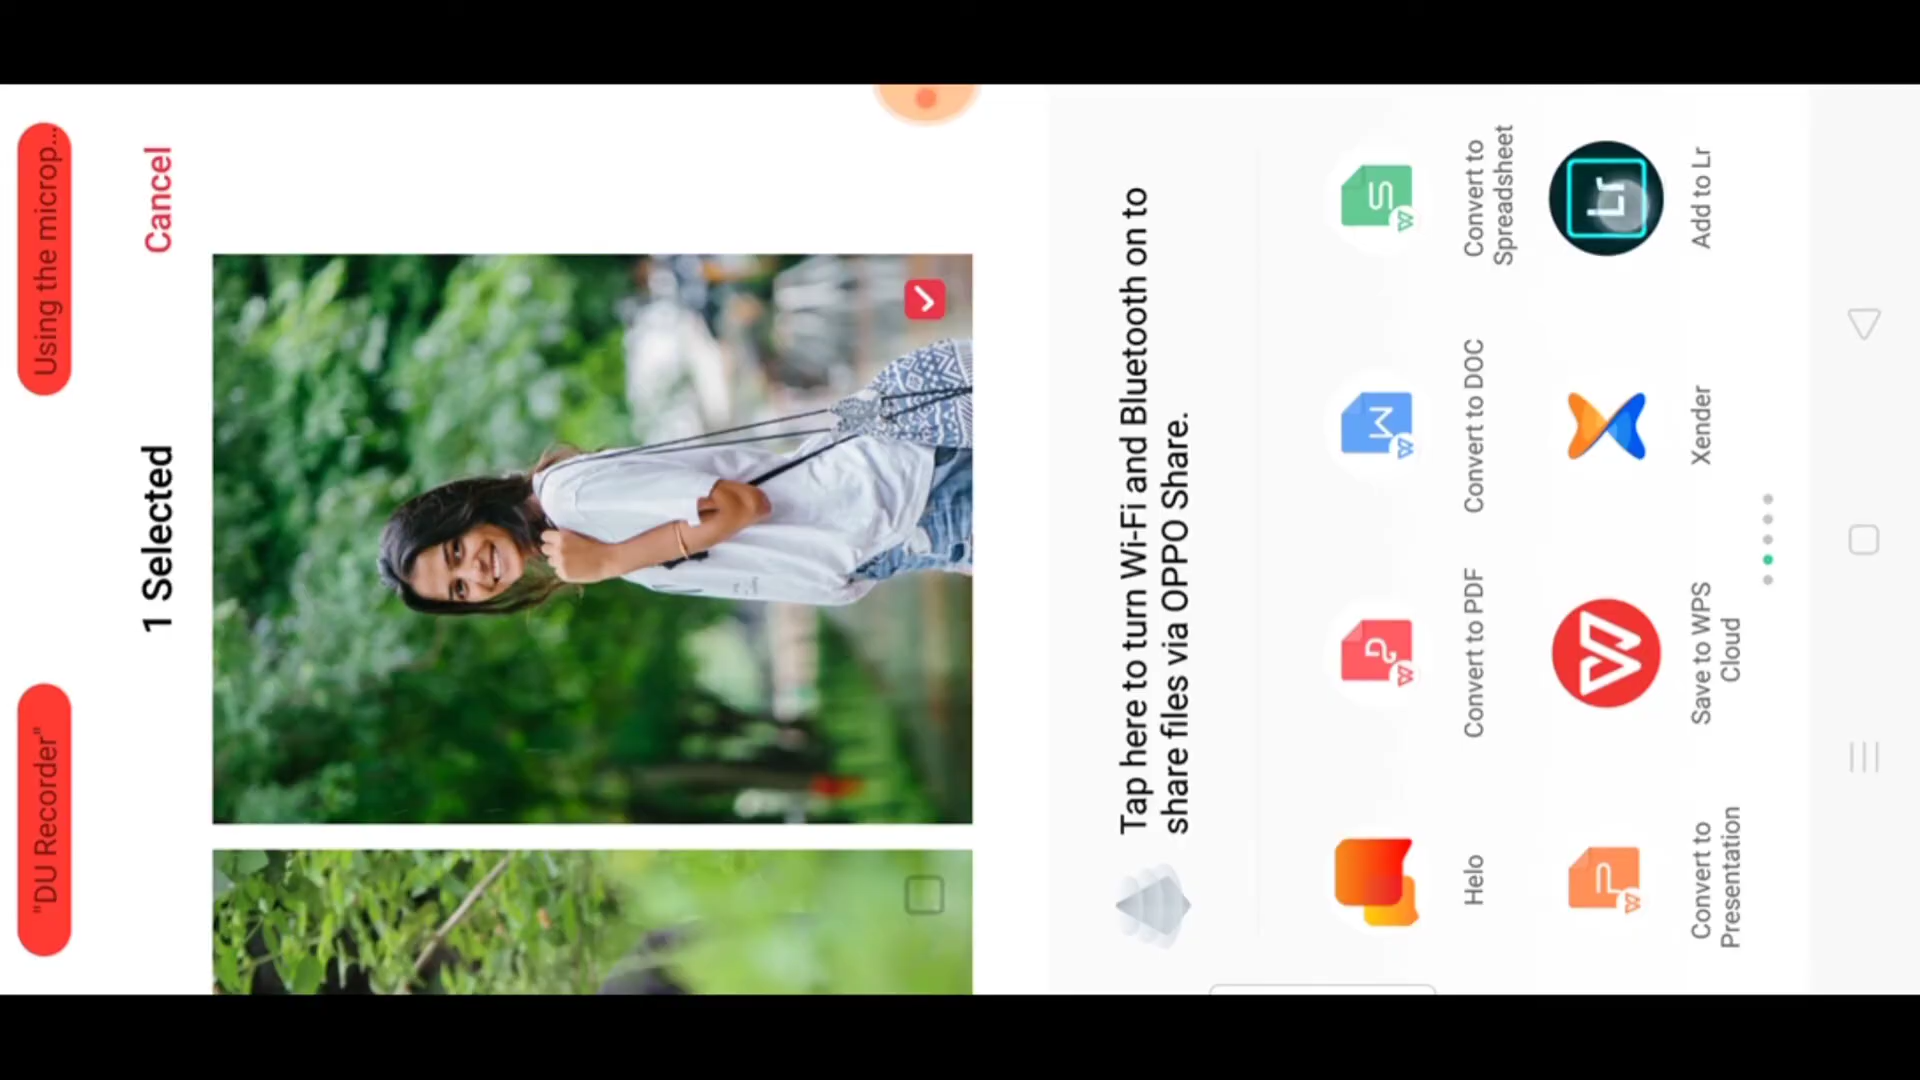 "DU Recorder"
Using the microp...
1 Selected
Cancel
Tap here to turn Wi-Fi and Bluetooth on to
share files via OPPO Share.
Helo
Convert to PDF
Convert to DOC
Convert to
Spreadsheet
Convert to
Presentation
Save to WPS
Cloud
Xender
Lr
Add to Lr